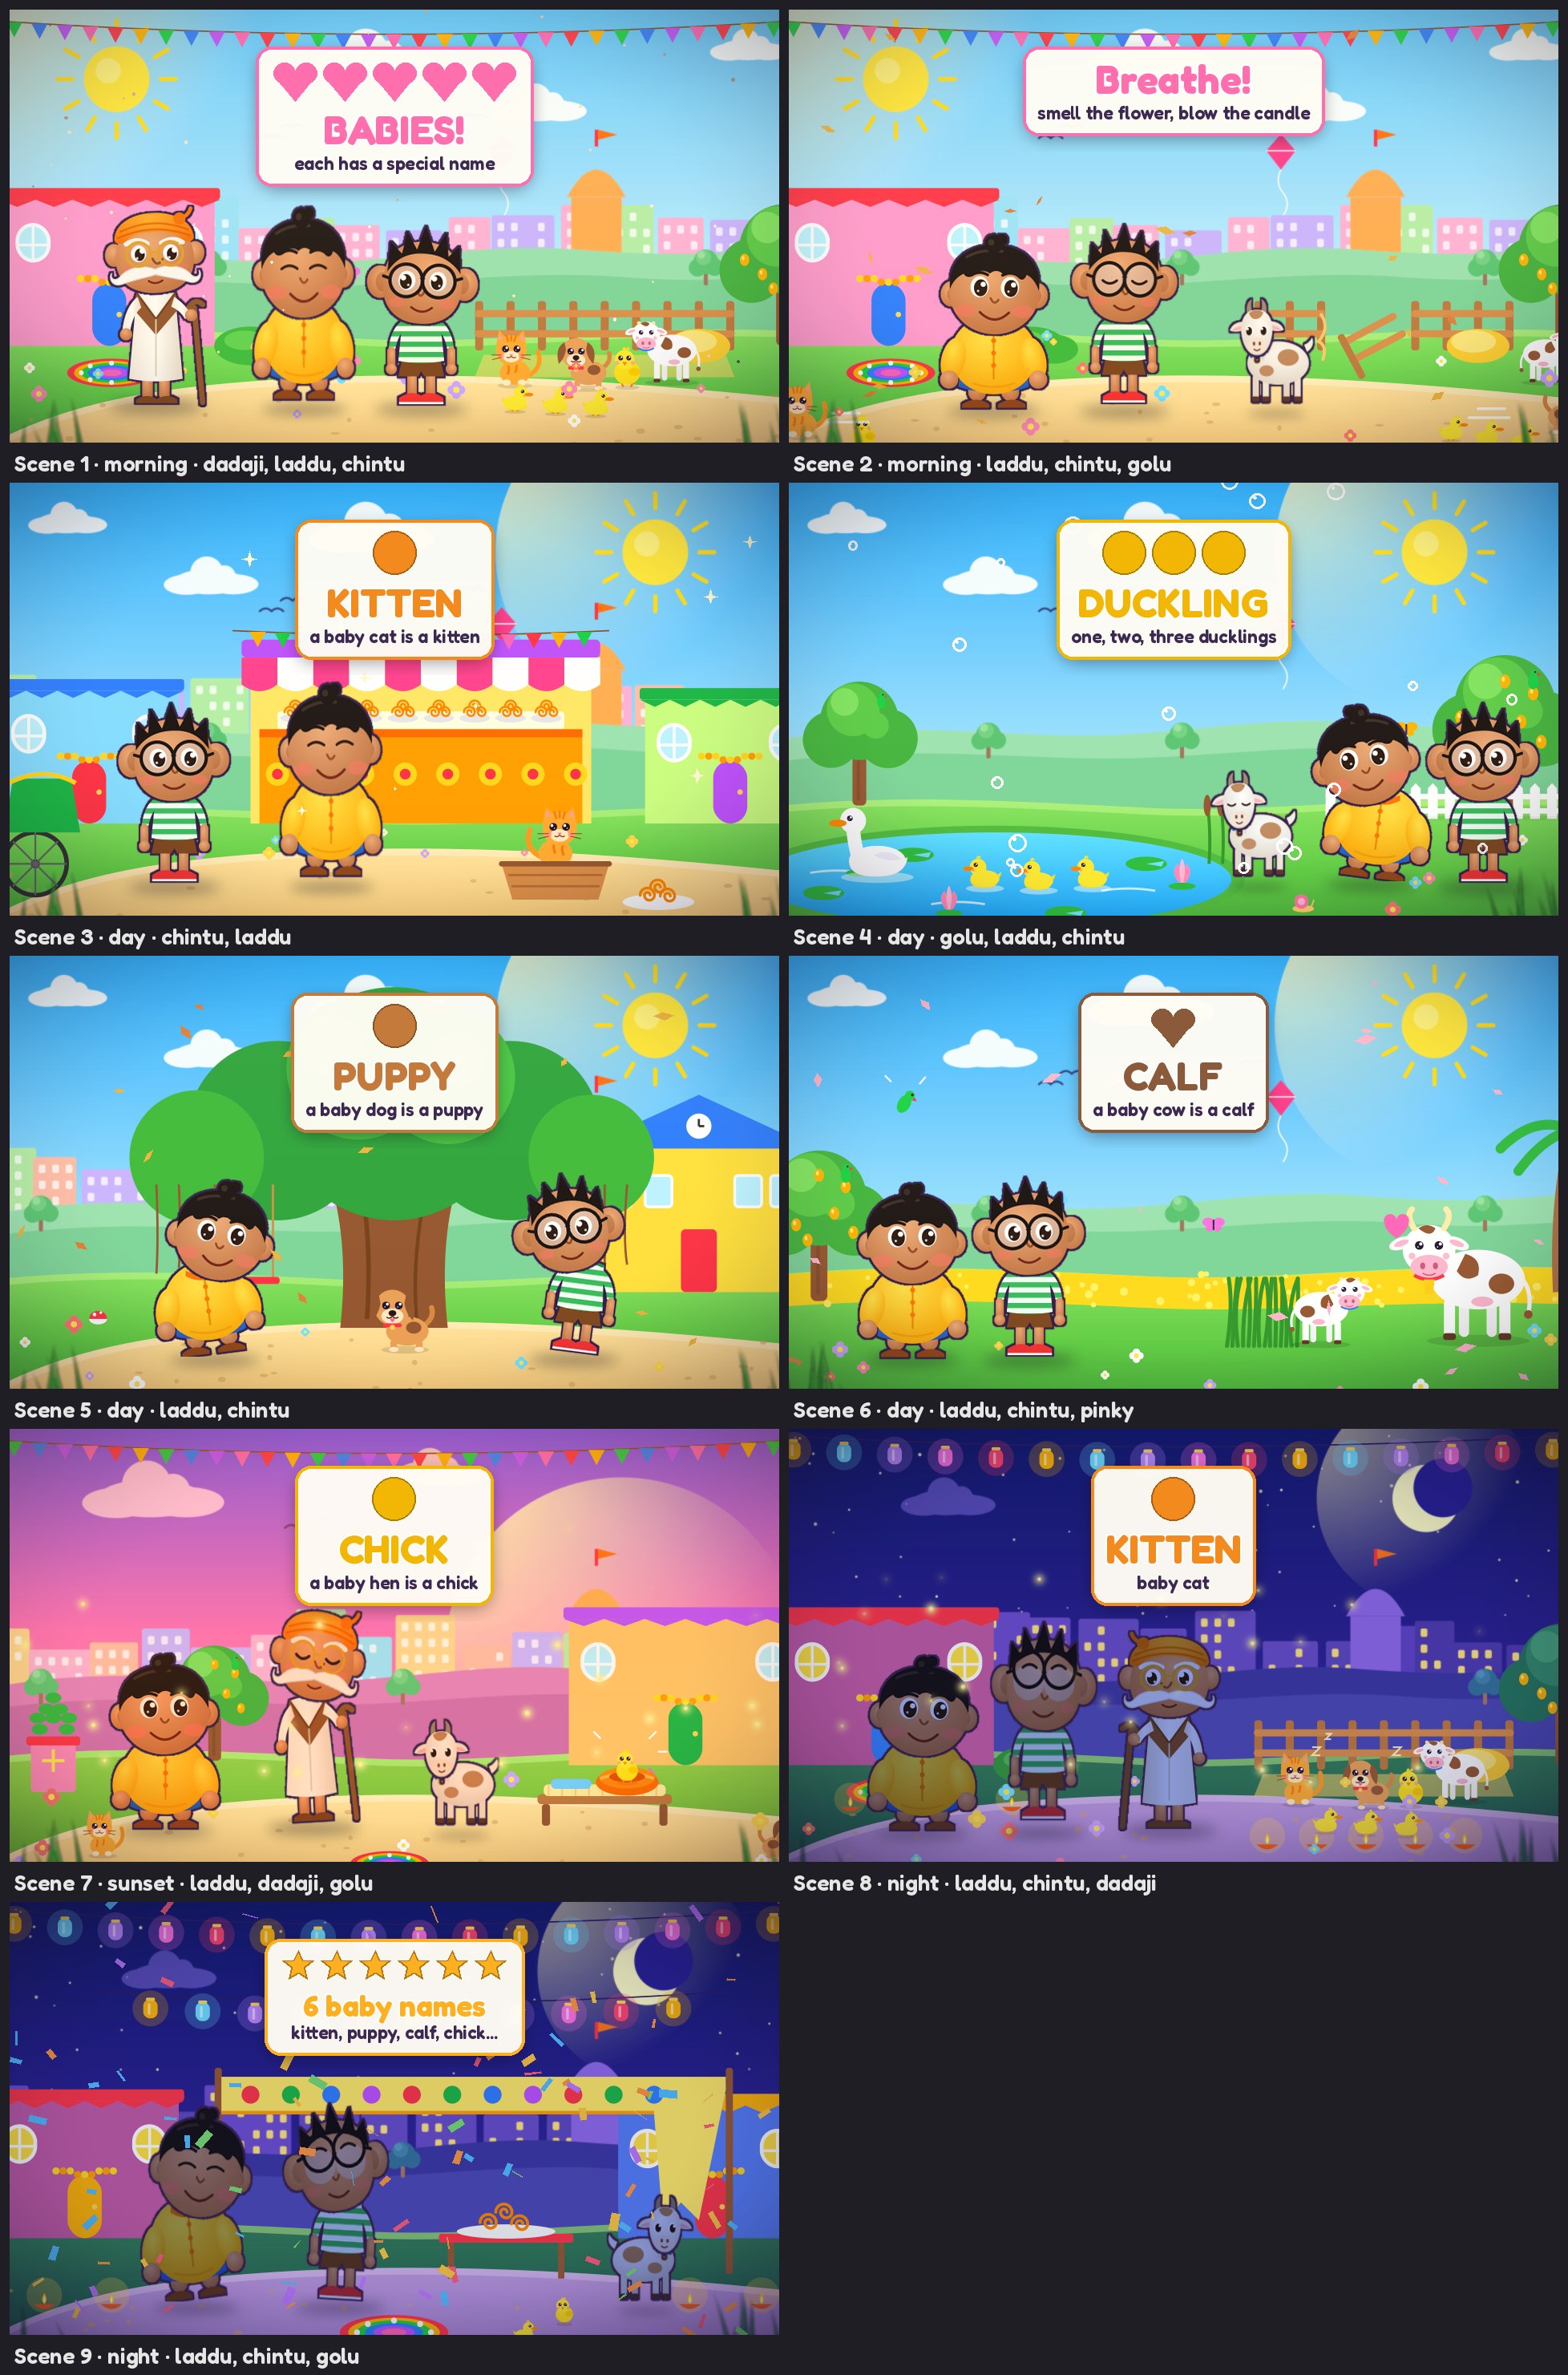 BABIES!
each has a special name
Breathe!
smell the flower, blow the candle
Scene 1 · morning · dadaji, laddu, chintu
Scene 2 · morning · laddu, chintu, golu
KITTEN
a baby cat is a kitten
DUCKLING
one, two, three ducklings
Scene 3 · day · chintu, laddu
Scene 4 · day · golu, laddu, chintu
PUPPY
a baby dog is a puppy
CALF
a baby cow is a calf
Scene 5 · day · laddu, chintu
Scene 6 · day · laddu, chintu, pinky
CHICK
a baby hen is a chick
KITTEN
baby cat
z
z
z
Scene 7 · sunset · laddu, dadaji, golu
Scene 8 · night · laddu, chintu, dadaji
6 baby names
kitten, puppy, calf, chick...
Scene 9 · night · laddu, chintu, golu